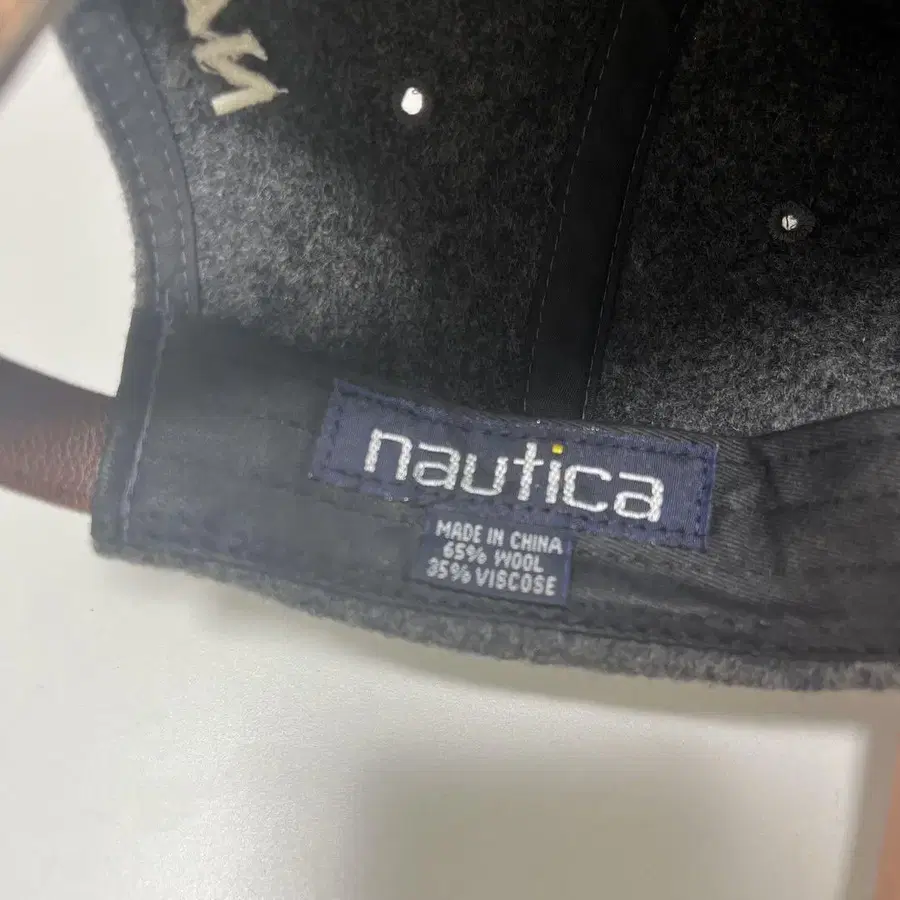 nautica
MADE IN CHINA
65% WOOL
35% VISCOSE